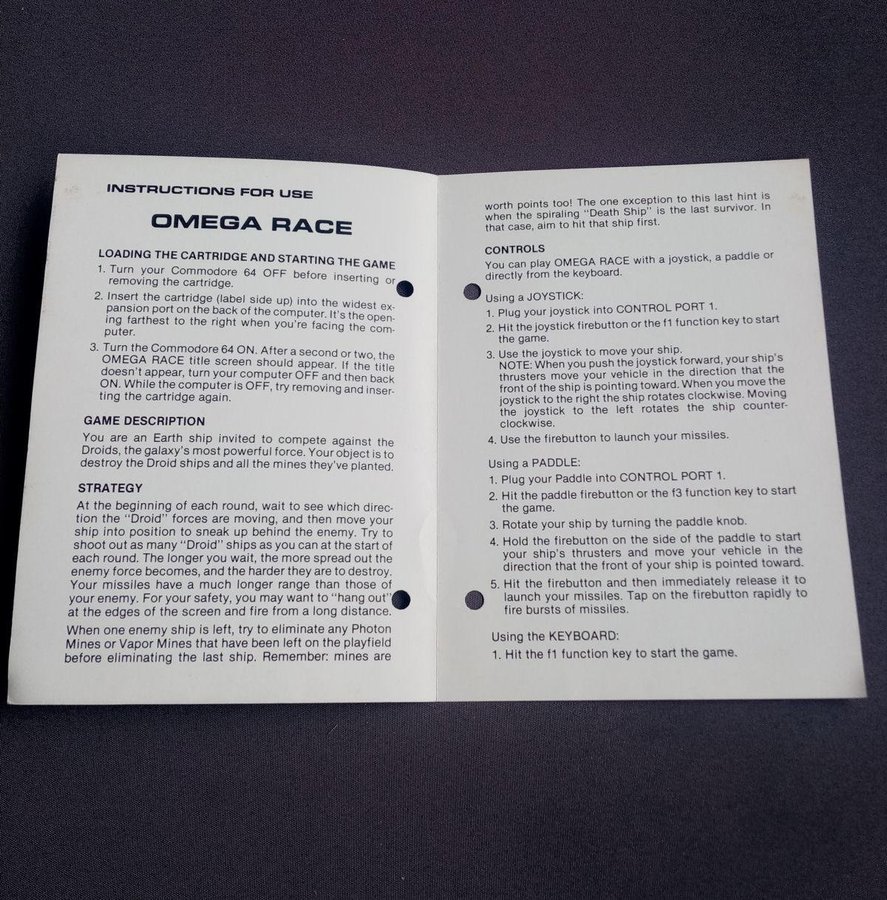 INSTRUCTIONS FOR USE
OMEGA RACE
LOADING THE CARTRIDGE AND STARTING THE GAME
1. Turn your Commodore 64 OFF before inserting or
removing the cartridge.
2. Insert the cartridge (label side up) into the widest ex-
pansion port on the back of the computer. It's the open-
ing farthest to the right when you're facing the com-
puter.
3. Turn the Commodore 64 ON. After a second or two, the
OMEGA RACE title screen should appear. If the title
doesn't appear, turn your computer OFF and then back
ON. While the computer is OFF, try removing and inser-
ting the cartridge again.
GAME DESCRIPTION
You are an Earth ship invited to compete against the
Droids, the galaxy's most powerful force. Your object is to
destroy the Droid ships and all the mines they've planted.
STRATEGY
At the beginning of each round, wait to see which direc-
tion the "Droid" forces are moving, and then move your
ship into position to sneak up behind the enemy. Try to
shoot out as many "Droid" ships as you can at the start of
each round. The longer you wait, the more spread out the
enemy force becomes, and the harder they are to destroy.
Your missiles have a much longer range than those of
your enemy. For your safety, you may want to "hang out"
at the edges of the screen and fire from a long distance.
When one enemy ship is left, try to eliminate any Photon
Mines or Vapor Mines that have been left on the playfield
before eliminating the last ship. Remember: mines are
worth points too! The one exception to this last hint is
when the spiraling "Death Ship" is the last survivor. In
that case, aim to hit that ship first.
CONTROLS
You can play OMEGA RACE with a joystick, a paddle or
directly from the keyboard.
Using a JOYSTICK:
1. Plug your joystick into CONTROL PORT 1.
2. Hit the joystick firebutton or the f1 function key to start
the game.
3. Use the joystick to move your ship.
NOTE: When you push the joystick forward, your ship's
thrusters move your vehicle in the direction that the
front of the ship is pointing toward. When you move the
joystick to the right the ship rotates clockwise. Moving
the joystick to the left rotates the ship counter-
clockwise.
4. Use the firebutton to launch your missiles.
Using a PADDLE:
1. Plug your Paddle into CONTROL PORT 1.
2. Hit the paddle firebutton or the f3 function key to start
the game.
3. Rotate your ship by turning the paddle knob.
4. Hold the firebutton on the side of the paddle to start
your ship's thrusters and move your vehicle in the
direction that the front of your ship is pointed toward.
5. Hit the firebutton and then immediately release it to
launch your missiles. Tap on the firebutton rapidly to
fire bursts of missiles.
Using the KEYBOARD:
1. Hit the f1 function key to start the game.